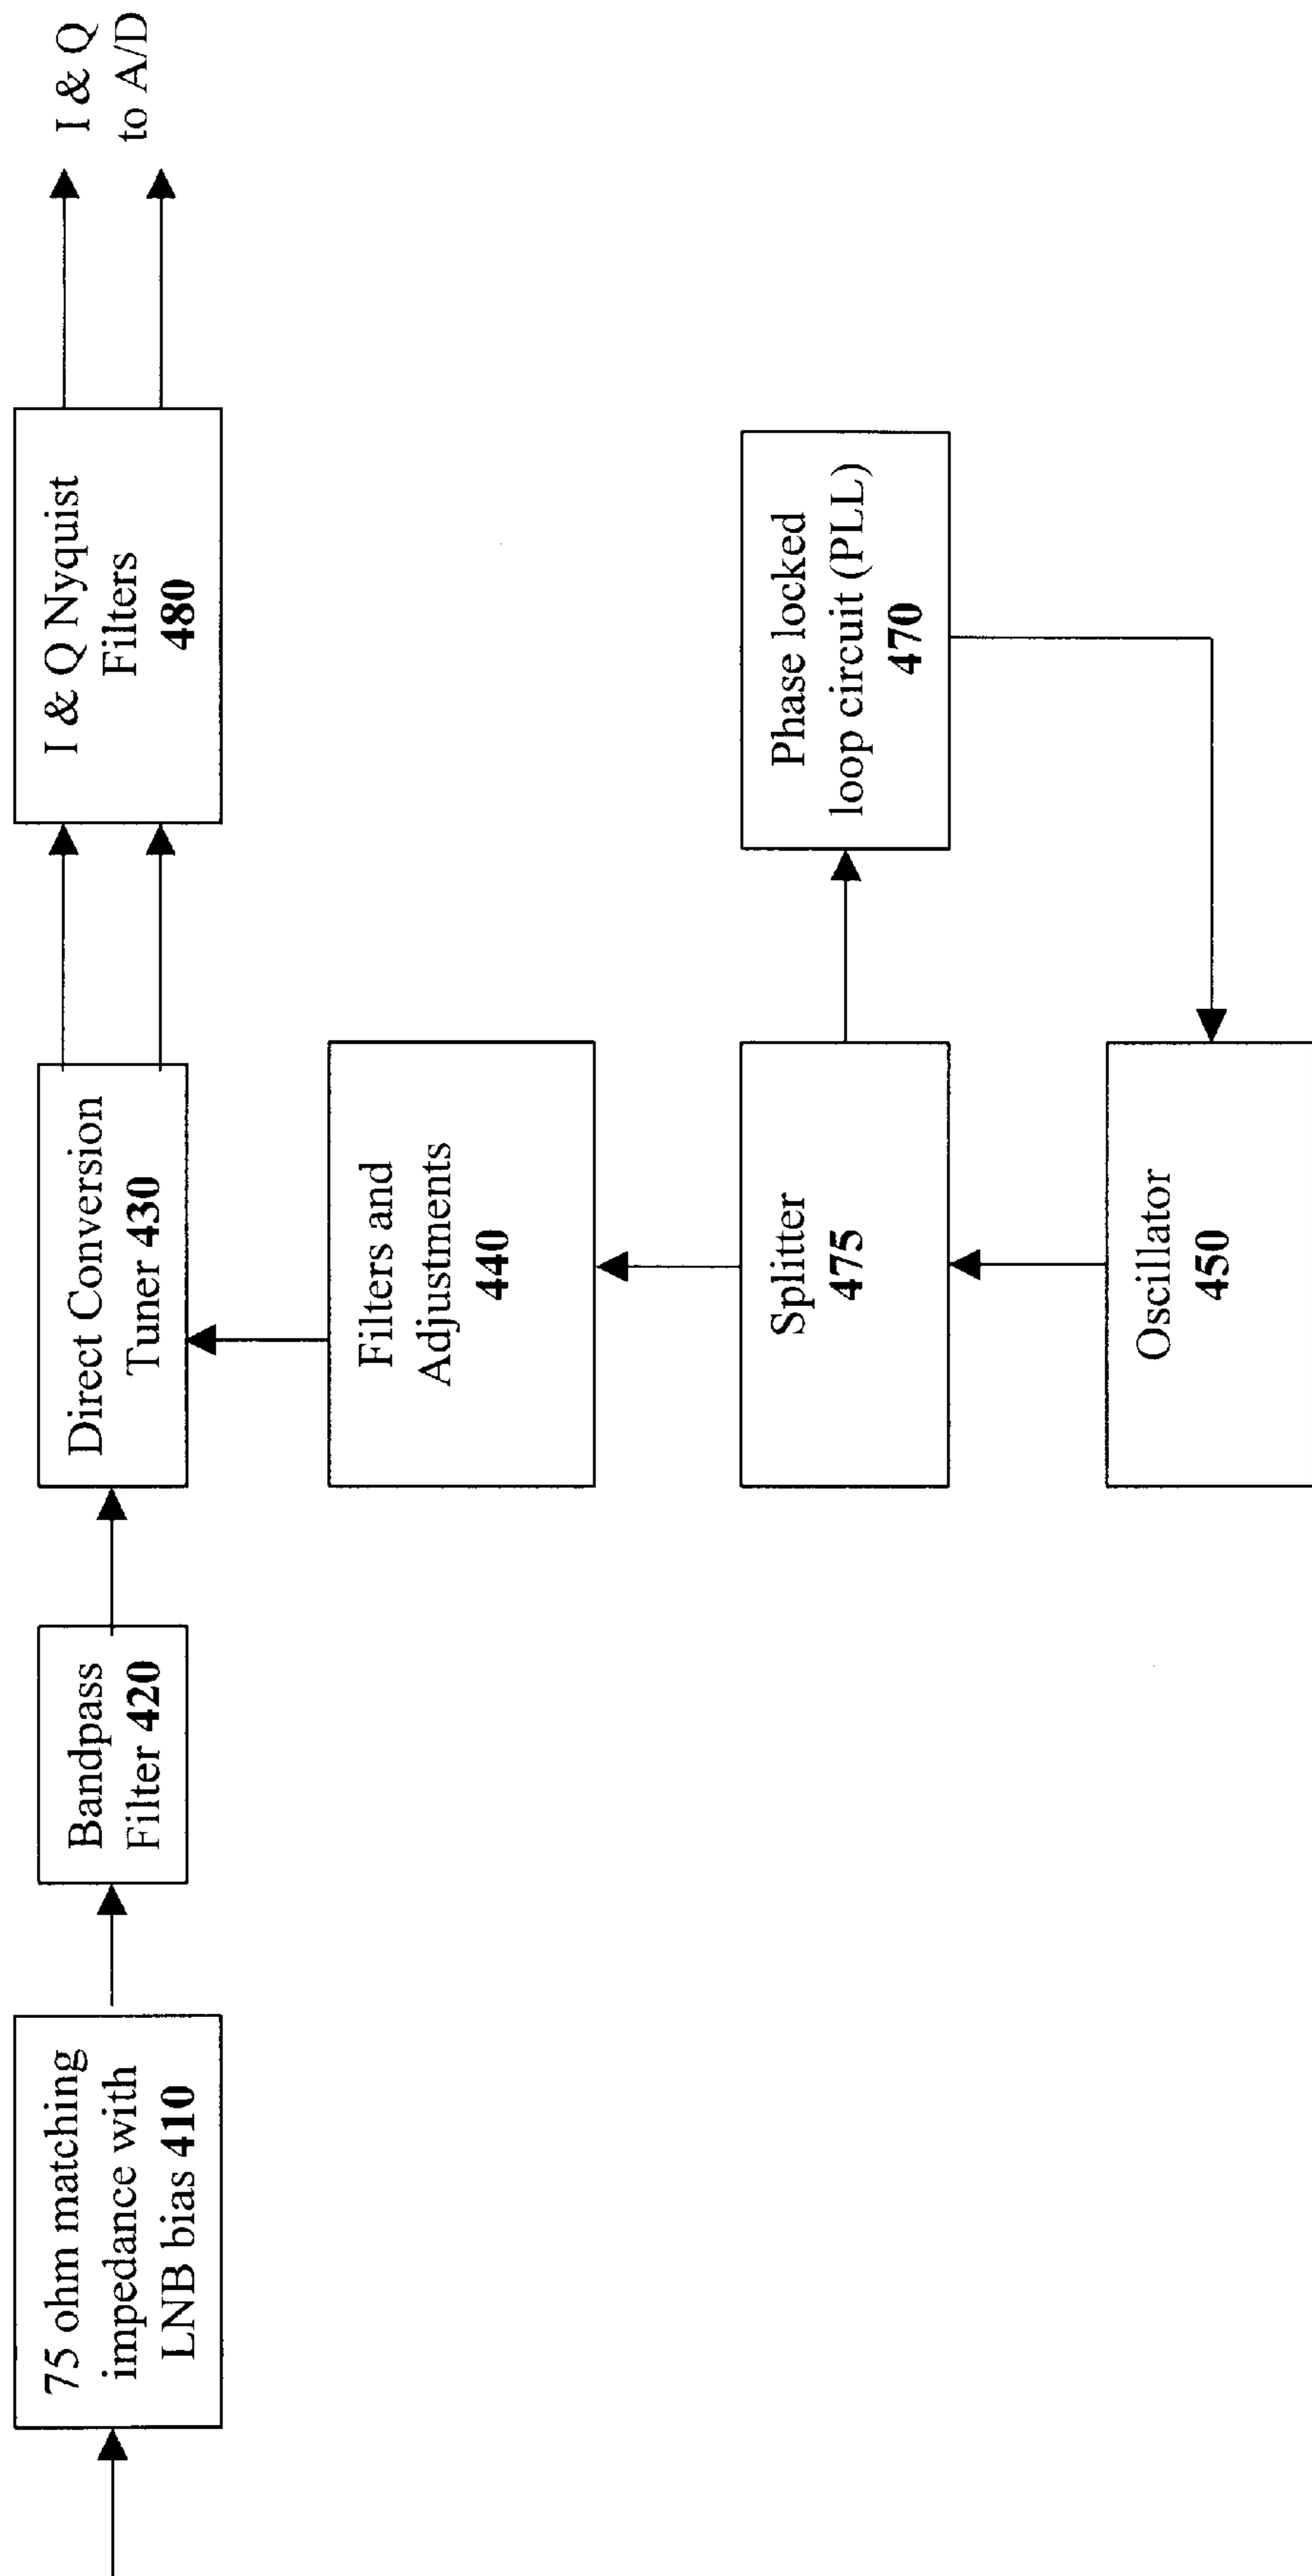 75 ohm matching
impedance with
LNB bias 410
Bandpass
Filter 420
Direct Conversion
Tuner 430
I & Q Nyquist
Filters
480
I & Q
to A/D
Filters and
Adjustments
440
Splitter
475
Phase locked
loop circuit (PLL)
470
Oscillator
450